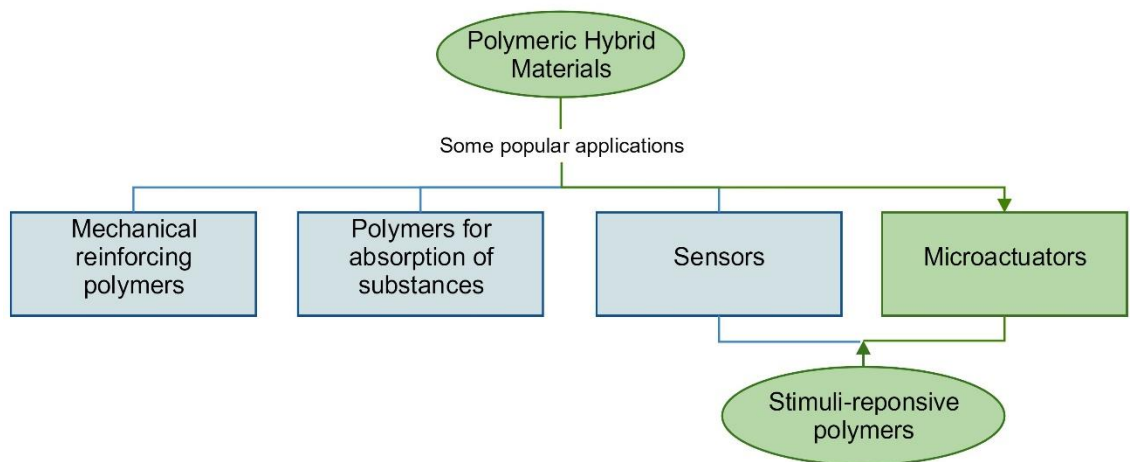 Polymeric Hybrid
Materials
Some popular applications
Mechanical
reinforcing
polymers
Polymers for
absorption of
substances
Sensors
Microactuators
Stimuli-reponsive
polymers